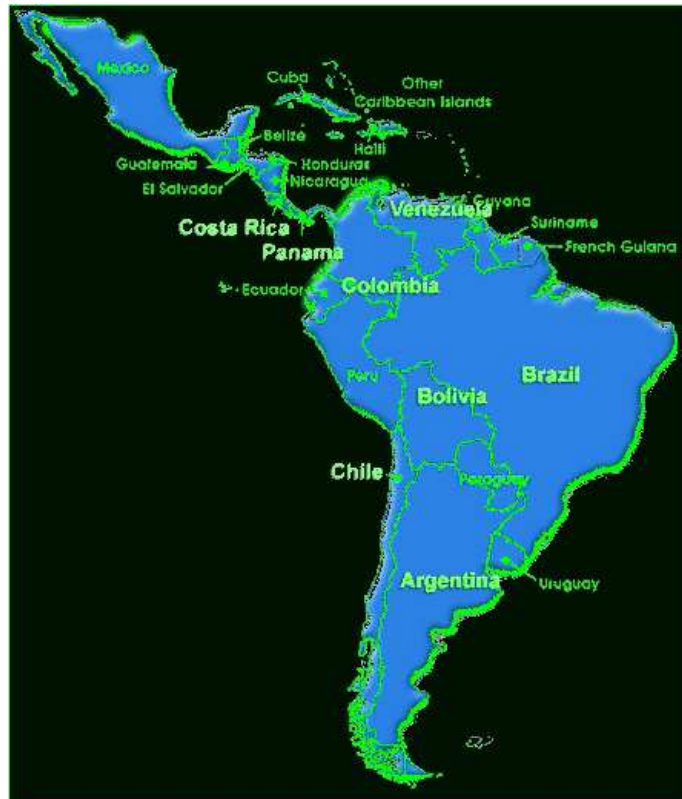 Mexico
Cuba
Other
Caribbean Islands
Belize
Haiti
Guatemala
Honduras
El Salvador
Nicaragua
Guyana
Venezuela
Costa Rica
Suriname
Panama
French Guiana
Ecuador
Colombia
Peru
Brazil
Bolivia
Chile
Paraguay
Argentina
Uruguay